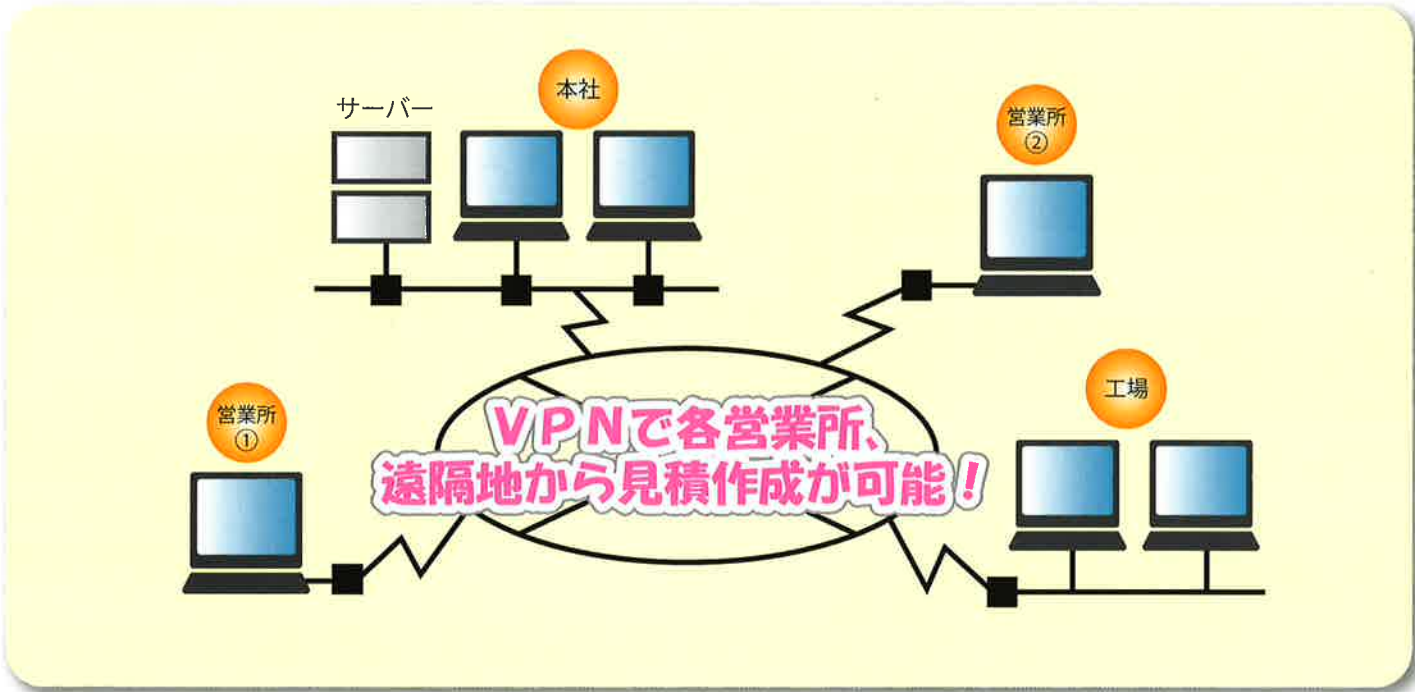 サーバー
本社
営業所
②
営業所
①
工場
VPNで各営業所、
遠隔地から見積作成が可能！